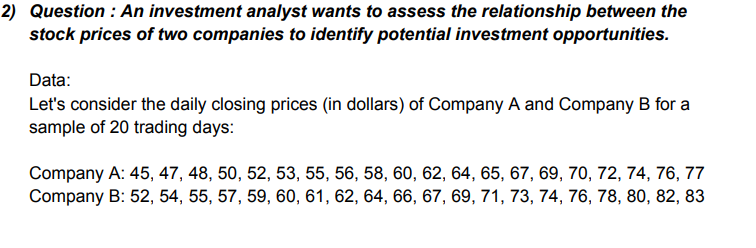 2) Question : An investment analyst wants to assess the relationship between the
stock prices of two companies to identify potential investment opportunities.
Data:
Let's consider the daily closing prices (in dollars) of Company A and Company B for a
sample of 20 trading days:
Company A: 45, 47, 48, 50, 52, 53, 55, 56, 58, 60, 62, 64, 65, 67, 69, 70, 72, 74, 76, 77
Company B: 52, 54, 55, 57, 59, 60, 61, 62, 64, 66, 67, 69, 71, 73, 74, 76, 78, 80, 82, 83